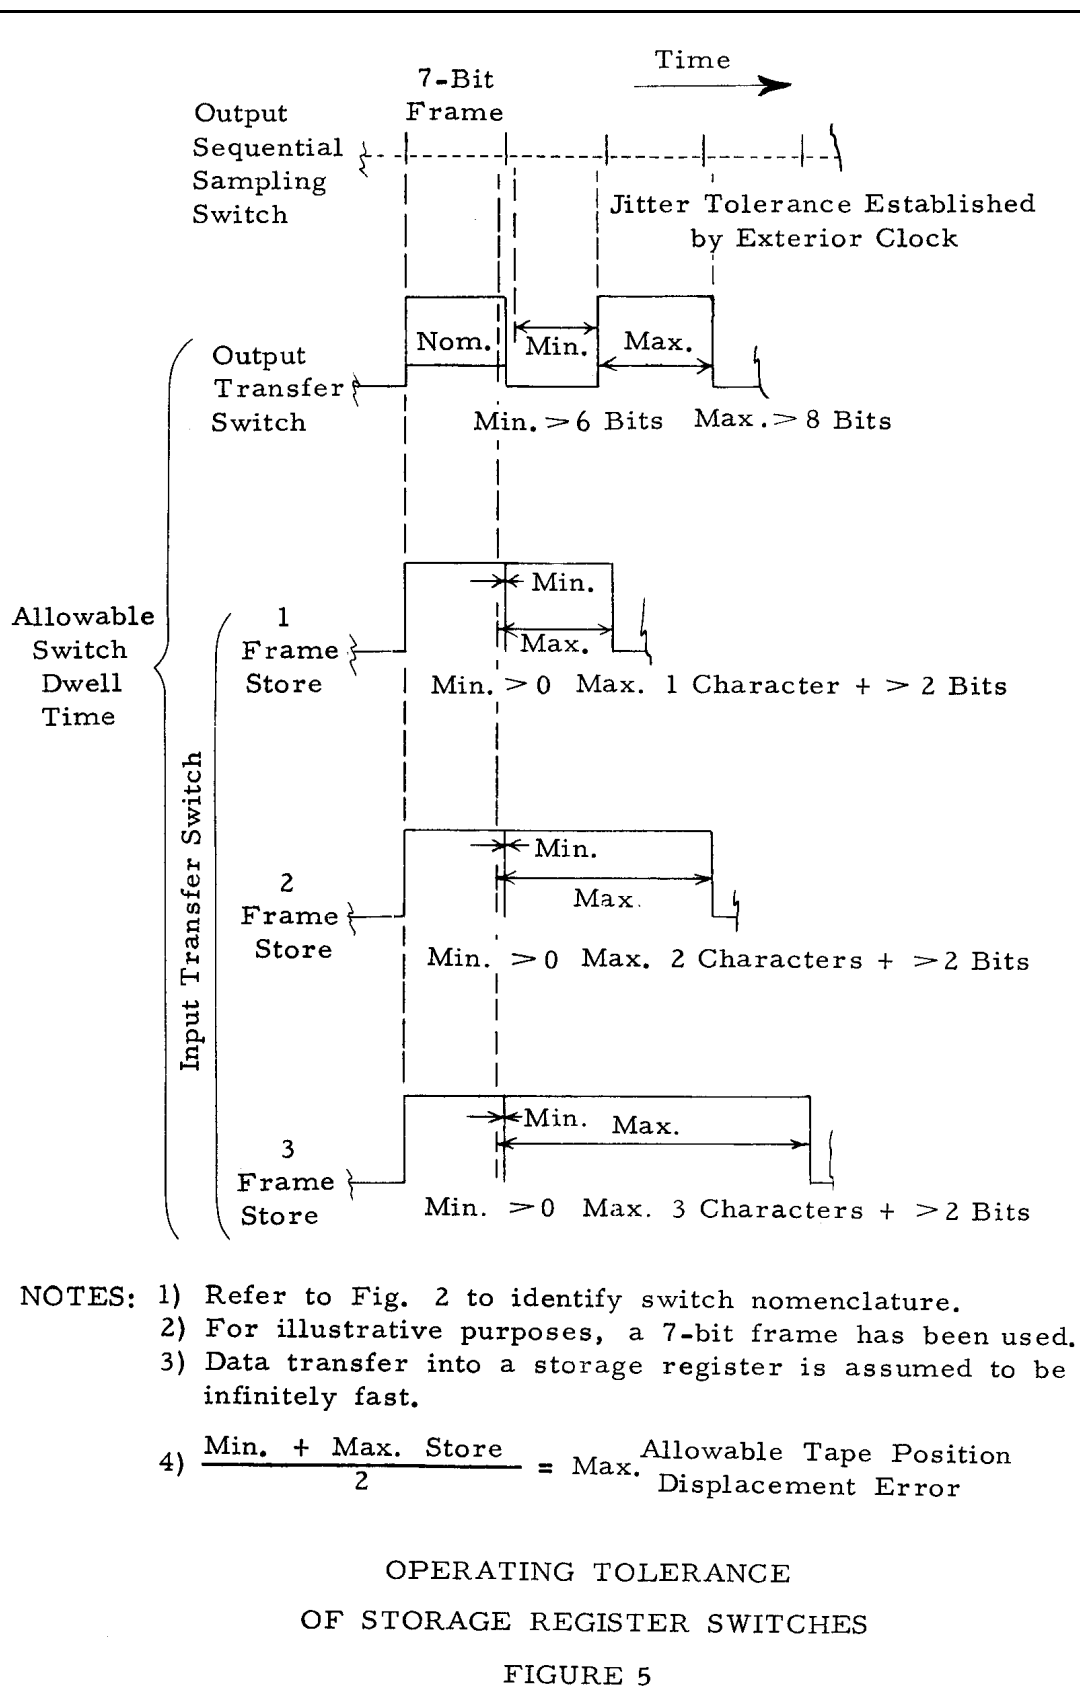 Time
7-Bit
Frame
Output
Sequential
Sampling
Switch
Jitter Tolerance Established
by Exterior Clock
Nom.
Min.
Max.
Output
Transfer
Switch
Min. > 6 Bits Max. > 8 Bits
Allowable
Switch
Dwell
Time
Input Transfer Switch
1
Frame
Store
Min.
Max.
Min. > 0 Max. 1 Character + > 2 Bits
2
Frame
Store
Min.
Max.
Min. > 0 Max. 2 Characters + > 2 Bits
3
Frame
Store
Min.
Max.
Min. > 0 Max. 3 Characters + > 2 Bits
NOTES: 1) Refer to Fig. 2 to identify switch nomenclature.
2) For illustrative purposes, a 7-bit frame has been used.
3) Data transfer into a storage register is assumed to be
infinitely fast.
4) Min. + Max. Store
2
= Max. Allowable Tape Position
Displacement Error
OPERATING TOLERANCE
OF STORAGE REGISTER SWITCHES
FIGURE 5